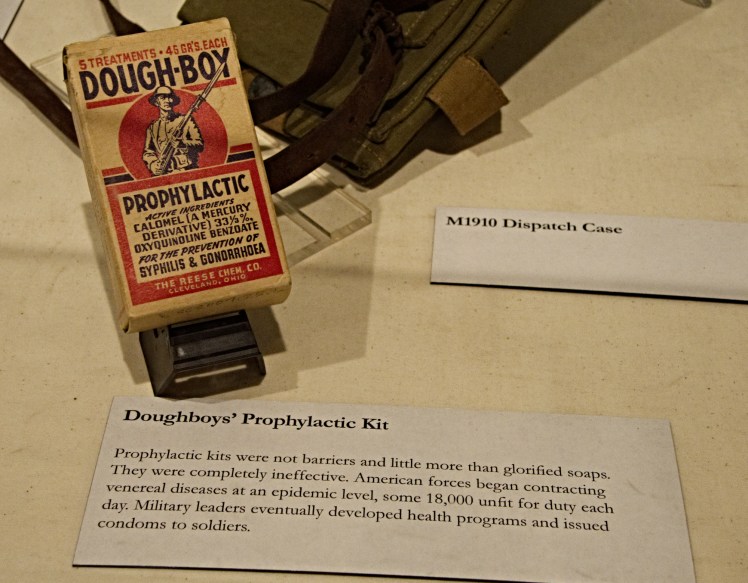 5 TREATMENTS • 45 GR'S. EACH
DOUGH-BOY
PROPHYLACTIC
ACTIVE INGREDIENTS
CALOMEL (A MERCURY
DERIVATIVE) 33⅓%,
OXYQUINOLINE BENZOATE
FOR THE PREVENTION OF
SYPHILIS & GONORRHOEA
THE REESE CHEM. CO.
CLEVELAND, OHIO
M1910 Dispatch Case
Doughboys' Prophylactic Kit
Prophylactic kits were not barriers and little more than glorified soaps.
They were completely ineffective. American forces began contracting
venereal diseases at an epidemic level, some 18,000 unfit for duty each
day. Military leaders eventually developed health programs and issued
condoms to soldiers.